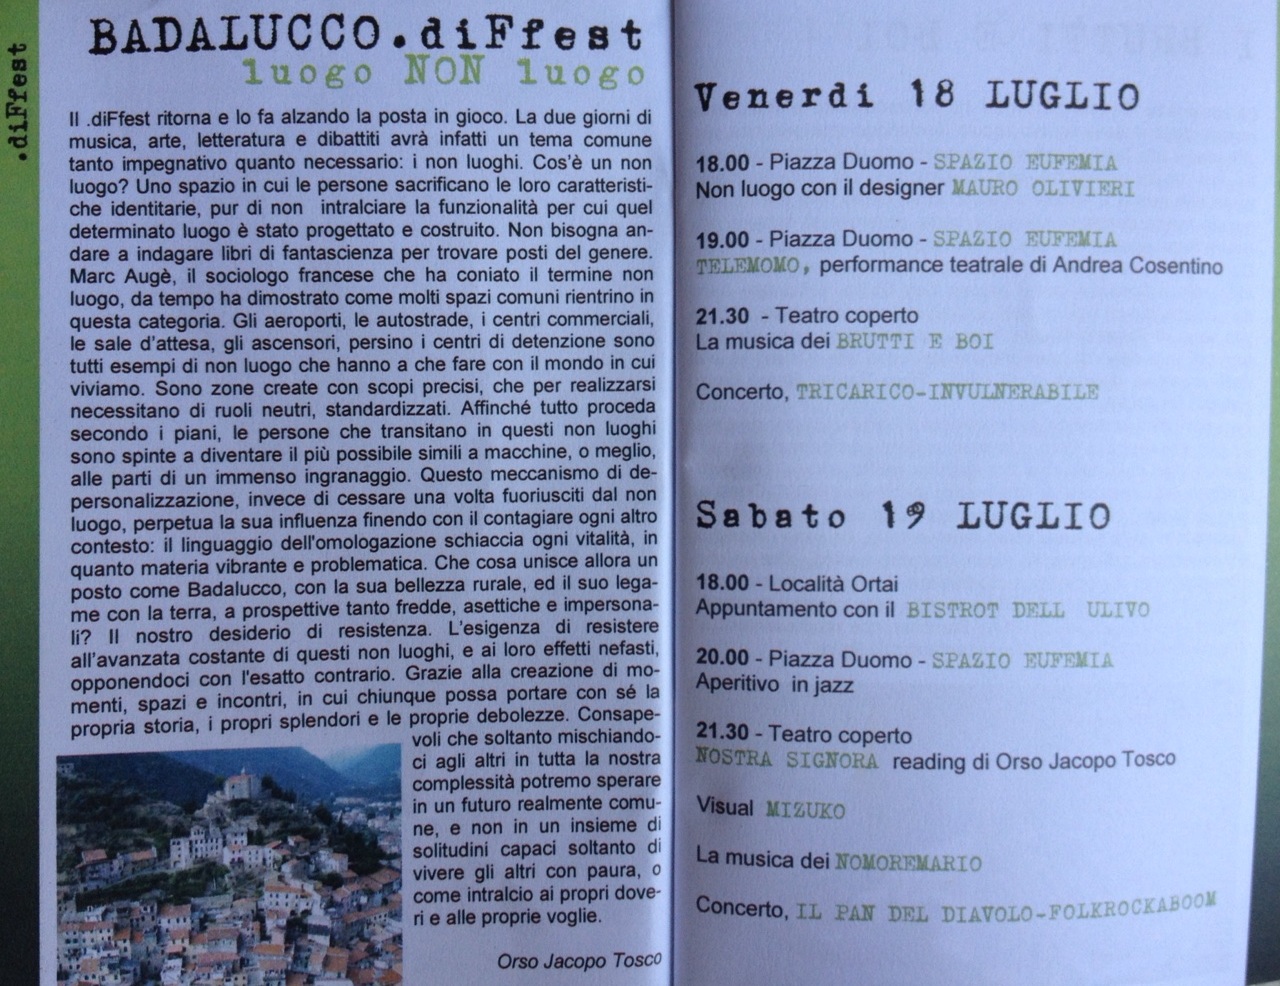 .diFfest
BADALUCCO.diFfest
luogo NON luogo
Il .diFfest ritorna e lo fa alzando la posta in gioco. La due giorni di
musica, arte, letteratura e dibattiti avrà infatti un tema comune
tanto impegnativo quanto necessario: i non luoghi. Cos'è un non
luogo? Uno spazio in cui le persone sacrificano le loro caratteristi-
che identitarie, pur di non intralciare la funzionalità per cui quel
determinato luogo è stato progettato e costruito. Non bisogna an-
dare a indagare libri di fantascienza per trovare posti del genere.
Marc Augè, il sociologo francese che ha coniato il termine non
luogo, da tempo ha dimostrato come molti spazi comuni rientrino in
questa categoria. Gli aeroporti, le autostrade, i centri commerciali,
le sale d'attesa, gli ascensori, persino i centri di detenzione sono
tutti esempi di non luogo che hanno a che fare con il mondo in cui
viviamo. Sono zone create con scopi precisi, che per realizzarsi
necessitano di ruoli neutri, standardizzati. Affinché tutto proceda
secondo i piani, le persone che transitano in questi non luoghi
sono spinte a diventare il più possibile simili a macchine, o meglio,
alle parti di un immenso ingranaggio. Questo meccanismo di de-
personalizzazione, invece di cessare una volta fuoriusciti dal non
luogo, perpetua la sua influenza finendo con il contagiare ogni altro
contesto: il linguaggio dell'omologazione schiaccia ogni vitalità, in
quanto materia vibrante e problematica. Che cosa unisce allora un
posto come Badalucco, con la sua bellezza rurale, ed il suo lega-
me con la terra, a prospettive tanto fredde, asettiche e impersona-
li? Il nostro desiderio di resistenza. L'esigenza di resistere
all'avanzata costante di questi non luoghi, e ai loro effetti nefasti,
opponendoci con l'esatto contrario. Grazie alla creazione di mo-
menti, spazi e incontri, in cui chiunque possa portare con sé la
propria storia, i propri splendori e le proprie debolezze. Consape-
voli che soltanto mischiando-
ci agli altri in tutta la nostra
complessità potremo sperare
in un futuro realmente comu-
ne, e non in un insieme di
solitudini capaci soltanto di
vivere gli altri con paura, o
come intralcio ai propri dove-
ri e alle proprie voglie.
Orso Jacopo Tosco
Venerdi 18 LUGLIO
18.00 - Piazza Duomo - SPAZIO EUFEMIA
Non luogo con il designer MAURO OLIVIERI
19.00 - Piazza Duomo - SPAZIO EUFEMIA
TELEMOMO, performance teatrale di Andrea Cosentino
21.30 - Teatro coperto
La musica dei BRUTTI E BOI
Concerto, TRICARICO-INVULNERABILE
Sabato 19 LUGLIO
18.00 - Località Ortai
Appuntamento con il BISTROT DELL ULIVO
20.00 - Piazza Duomo - SPAZIO EUFEMIA
Aperitivo in jazz
21.30 - Teatro coperto
NOSTRA SIGNORA reading di Orso Jacopo Tosco
Visual MIZUKO
La musica dei NOMOREMARIO
Concerto, IL PAN DEL DIAVOLO-FOLKROCKABOOM